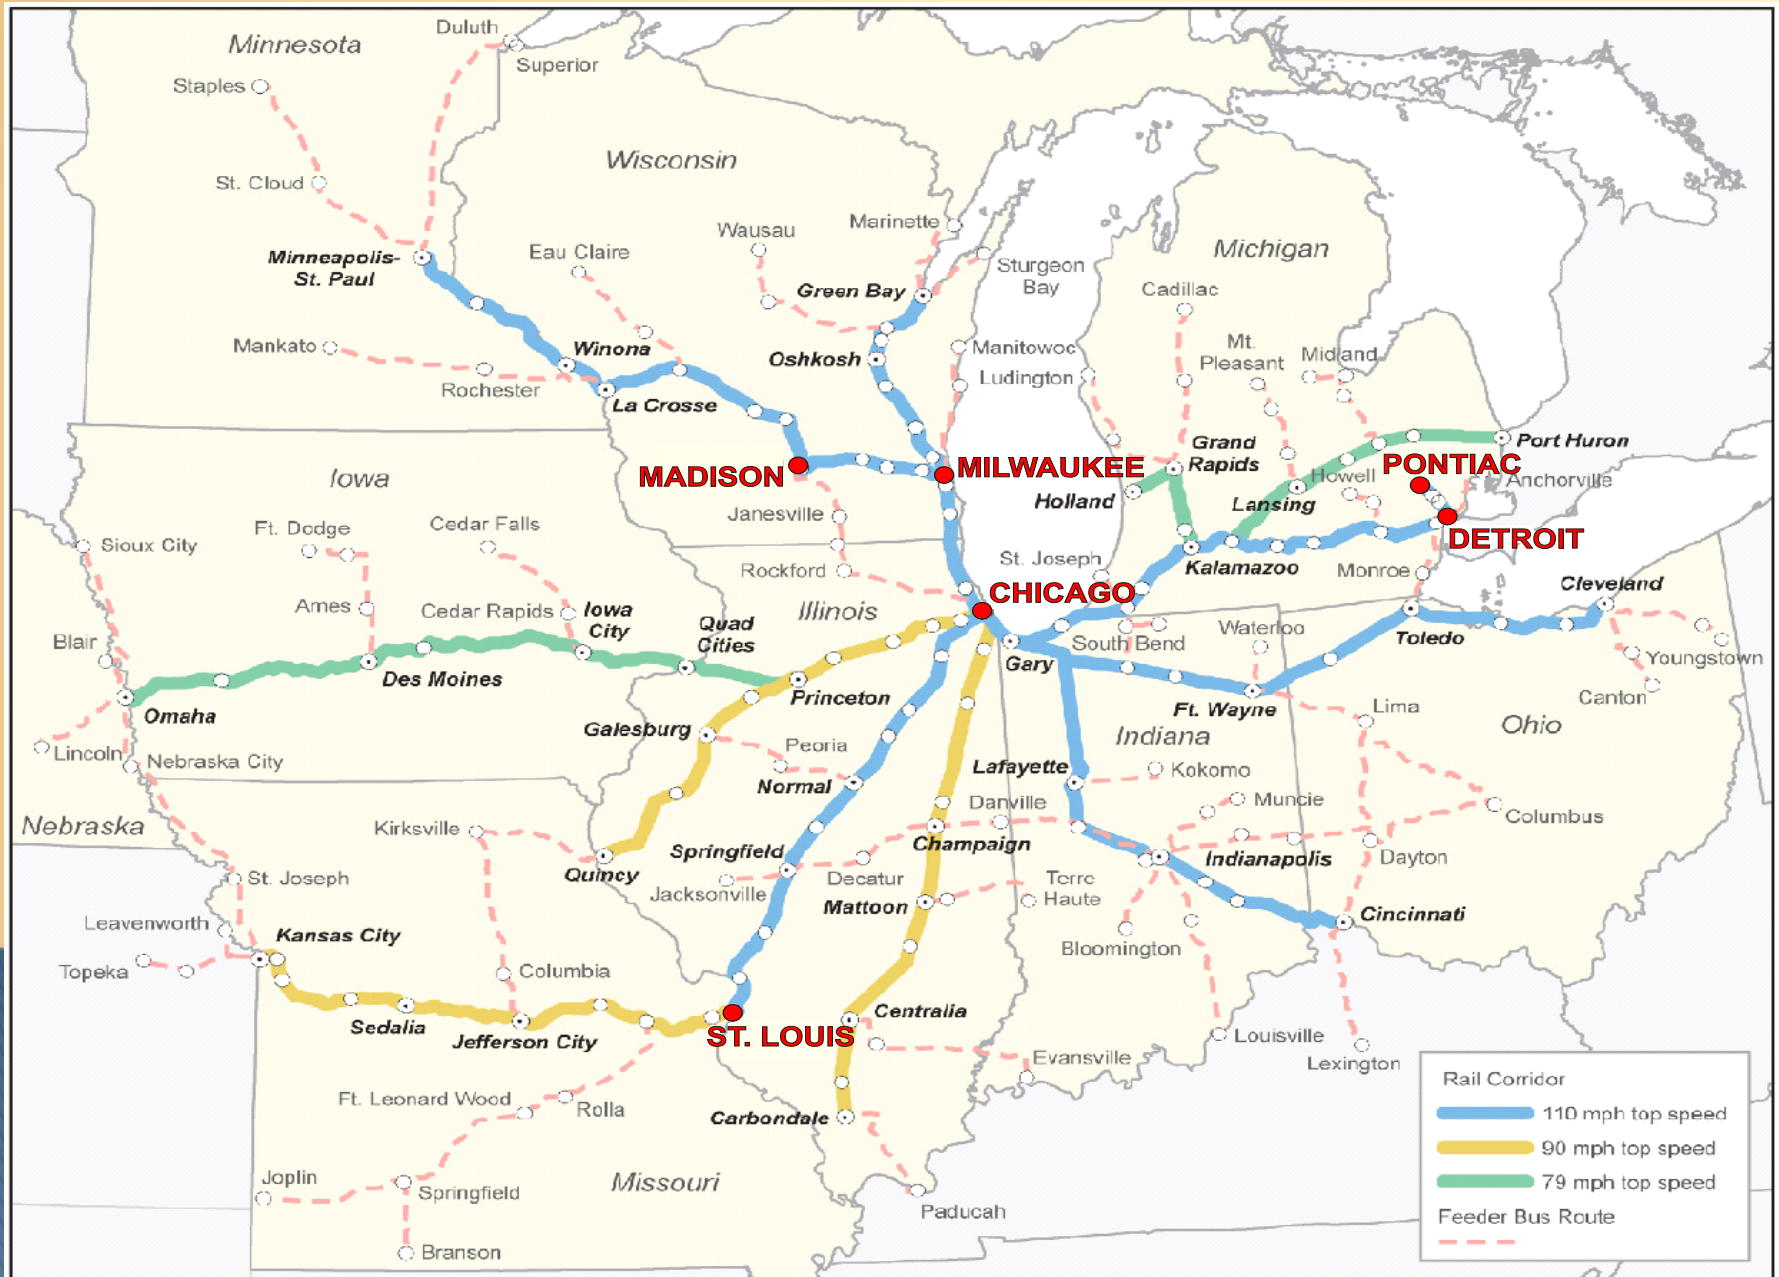 Duluth
Minnesota
Superior
Staples
Wisconsin
St. Cloud
Marinette
Wausau
Eau Claire
Michigan
Minneapolis-
St. Paul
Sturgeon
Bay
Green Bay
Cadillac
Mankato
Winona
Oshkosh
Manitowoc
Mt.
Pleasant
Midland
Ludington
Rochester
La Crosse
Grand
Rapids
Port Huron
MADISON
MILWAUKEE
PONTIAC
Iowa
Howell
Anchorville
Holland
Lansing
Janesville
Ft. Dodge
Cedar Falls
Sioux City
DETROIT
St. Joseph
Kalamazoo
Rockford
Monroe
Cleveland
CHICAGO
Ames
Cedar Rapids
Iowa
City
Illinois
Quad
Cities
Waterloo
Toledo
Blair
South Bend
Gary
Youngstown
Des Moines
Princeton
Canton
Omaha
Ft. Wayne
Lima
Galesburg
Indiana
Ohio
Peoria
Lincoln
Nebraska City
Lafayette
Kokomo
Normal
Danville
Muncie
Nebraska
Kirksville
Columbus
Champaign
Springfield
Indianapolis
Dayton
Quincy
St. Joseph
Jacksonville
Decatur
Terre
Haute
Mattoon
Cincinnati
Leavenworth
Kansas City
Bloomington
Topeka
Columbia
Centralia
Sedalia
Jefferson City
ST. LOUIS
Louisville
Evansville
Lexington
Rail Corridor
Ft. Leonard Wood
Rolla
Carbondale
110 mph top speed
90 mph top speed
Joplin
Springfield
Missouri
79 mph top speed
Paducah
Feeder Bus Route
Branson